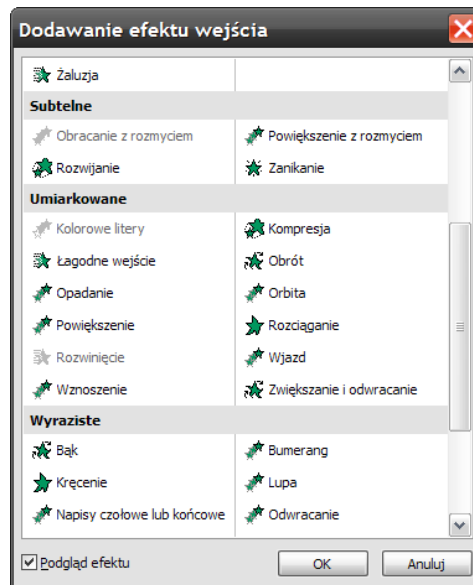 Dodawanie efektu wejścia
Żaluzja
Subtelne
Obracanie z rozmyciem Powiększenie z rozmyciem
Rozwijanie Zanikanie
Umiarkowane
Kolorowe litery Kompresja
Łagodne wejście Obrót
Opadanie Orbita
Powiększenie Rozciąganie
Rozwinięcie Wjazd
Wznoszenie Zwiększanie i odwracanie
Wyraziste
Bąk Bumerang
Kręcenie Lupa
Napisy czołowe lub końcowe Odwracanie
Podgląd efektu OK Anuluj